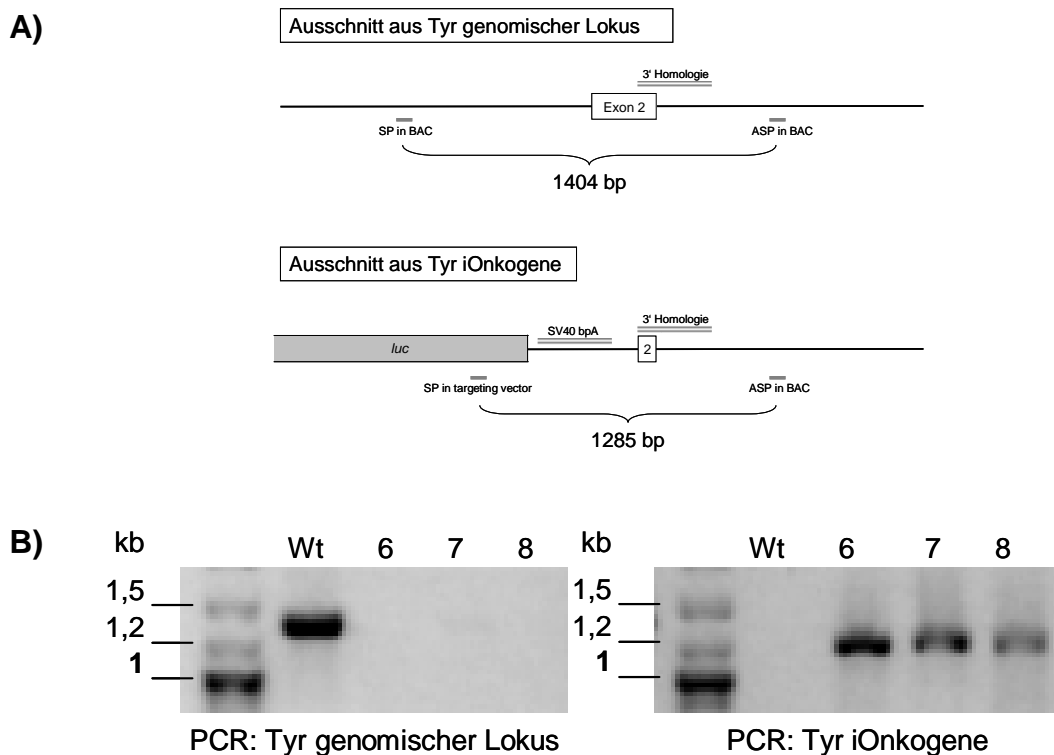 A)
Ausschnitt aus Tyr genomischer Lokus
3' Homologie
Exon 2
SP in BAC
ASP in BAC
1404 bp
Ausschnitt aus Tyr iOnkogene
3' Homologie
SV40 bpA
luc
2
SP in targeting vector
ASP in BAC
1285 bp
B)
kb
Wt 6 7 8
1,5
1,2
1
PCR: Tyr genomischer Lokus
kb
Wt 6 7 8
1,5
1,2
1
PCR: Tyr iOnkogene